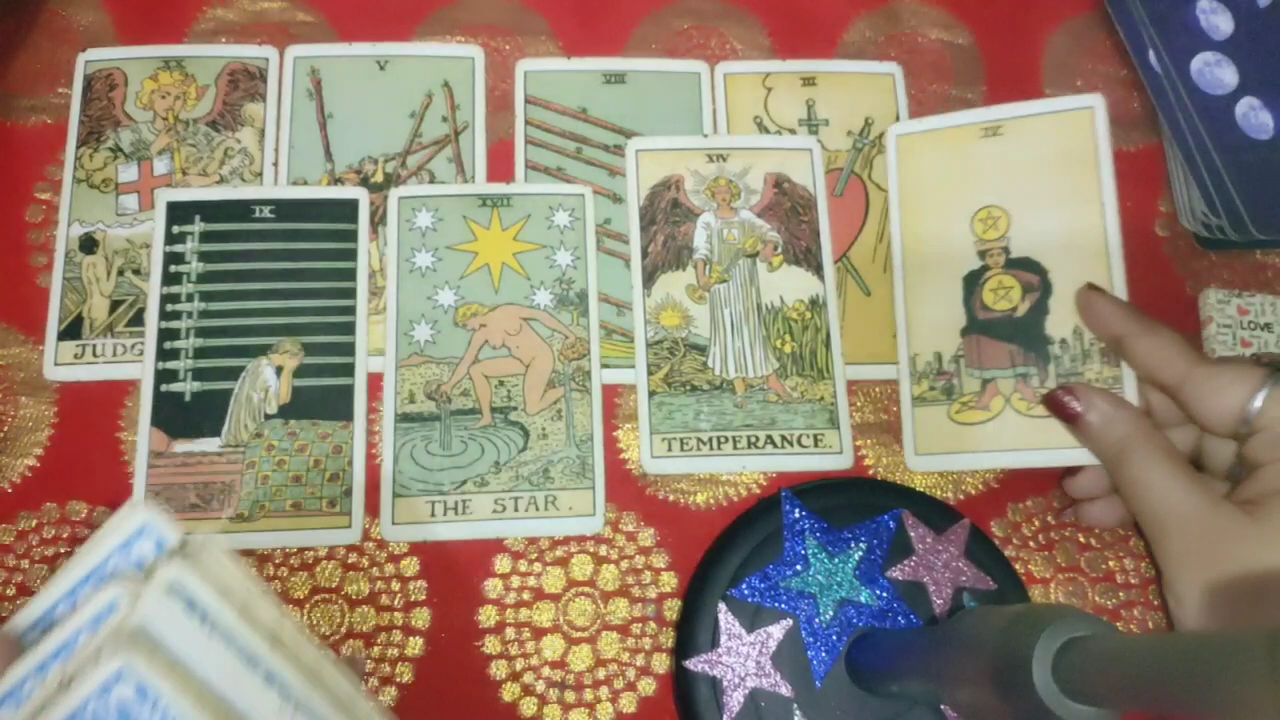 XX
V
VIII
III
IV
XIV
IX
XVII
JUDG
LOVE
TEMPERANCE.
THE STAR.